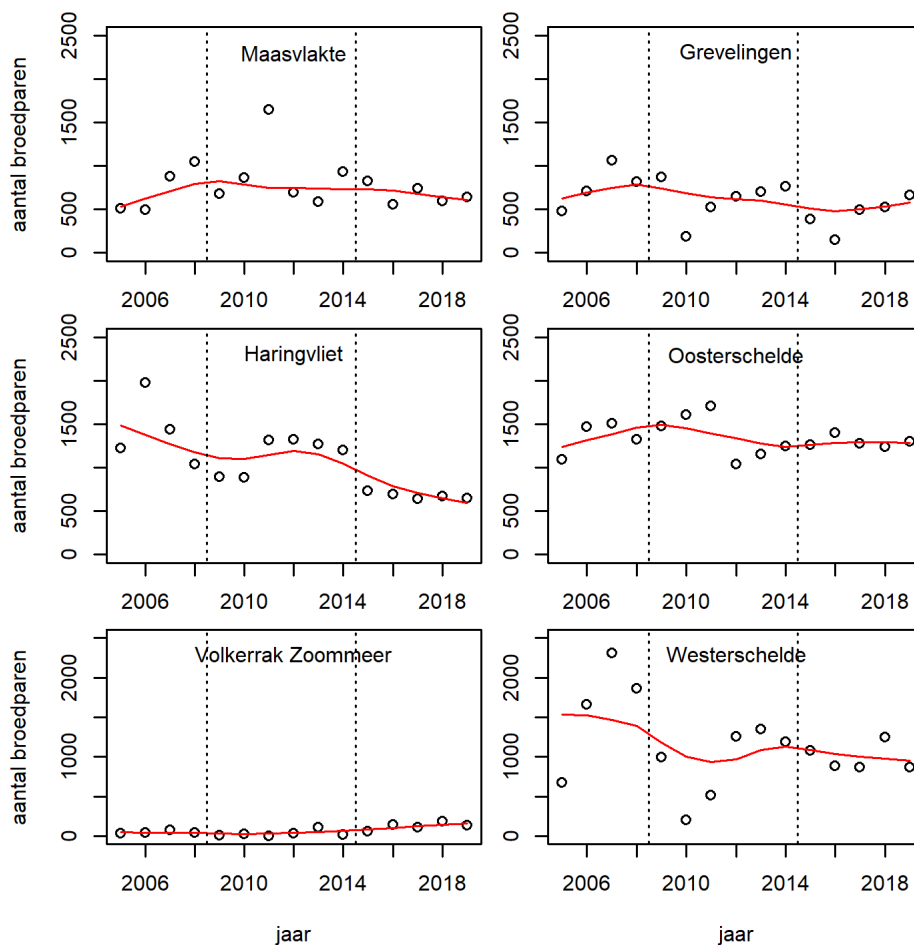 Maasvlakte
aantal broedparen
0 500 1500 2500
2006 2010 2014 2018
Grevelingen
0 500 1500 2500
2006 2010 2014 2018
Haringvliet
aantal broedparen
0 500 1500 2500
2006 2010 2014 2018
Oosterschelde
0 500 1500 2500
2006 2010 2014 2018
Volkerrak Zoommeer
aantal broedparen
0 1000 2000
2006 2010 2014 2018
jaar
Westerschelde
0 1000 2000
2006 2010 2014 2018
jaar